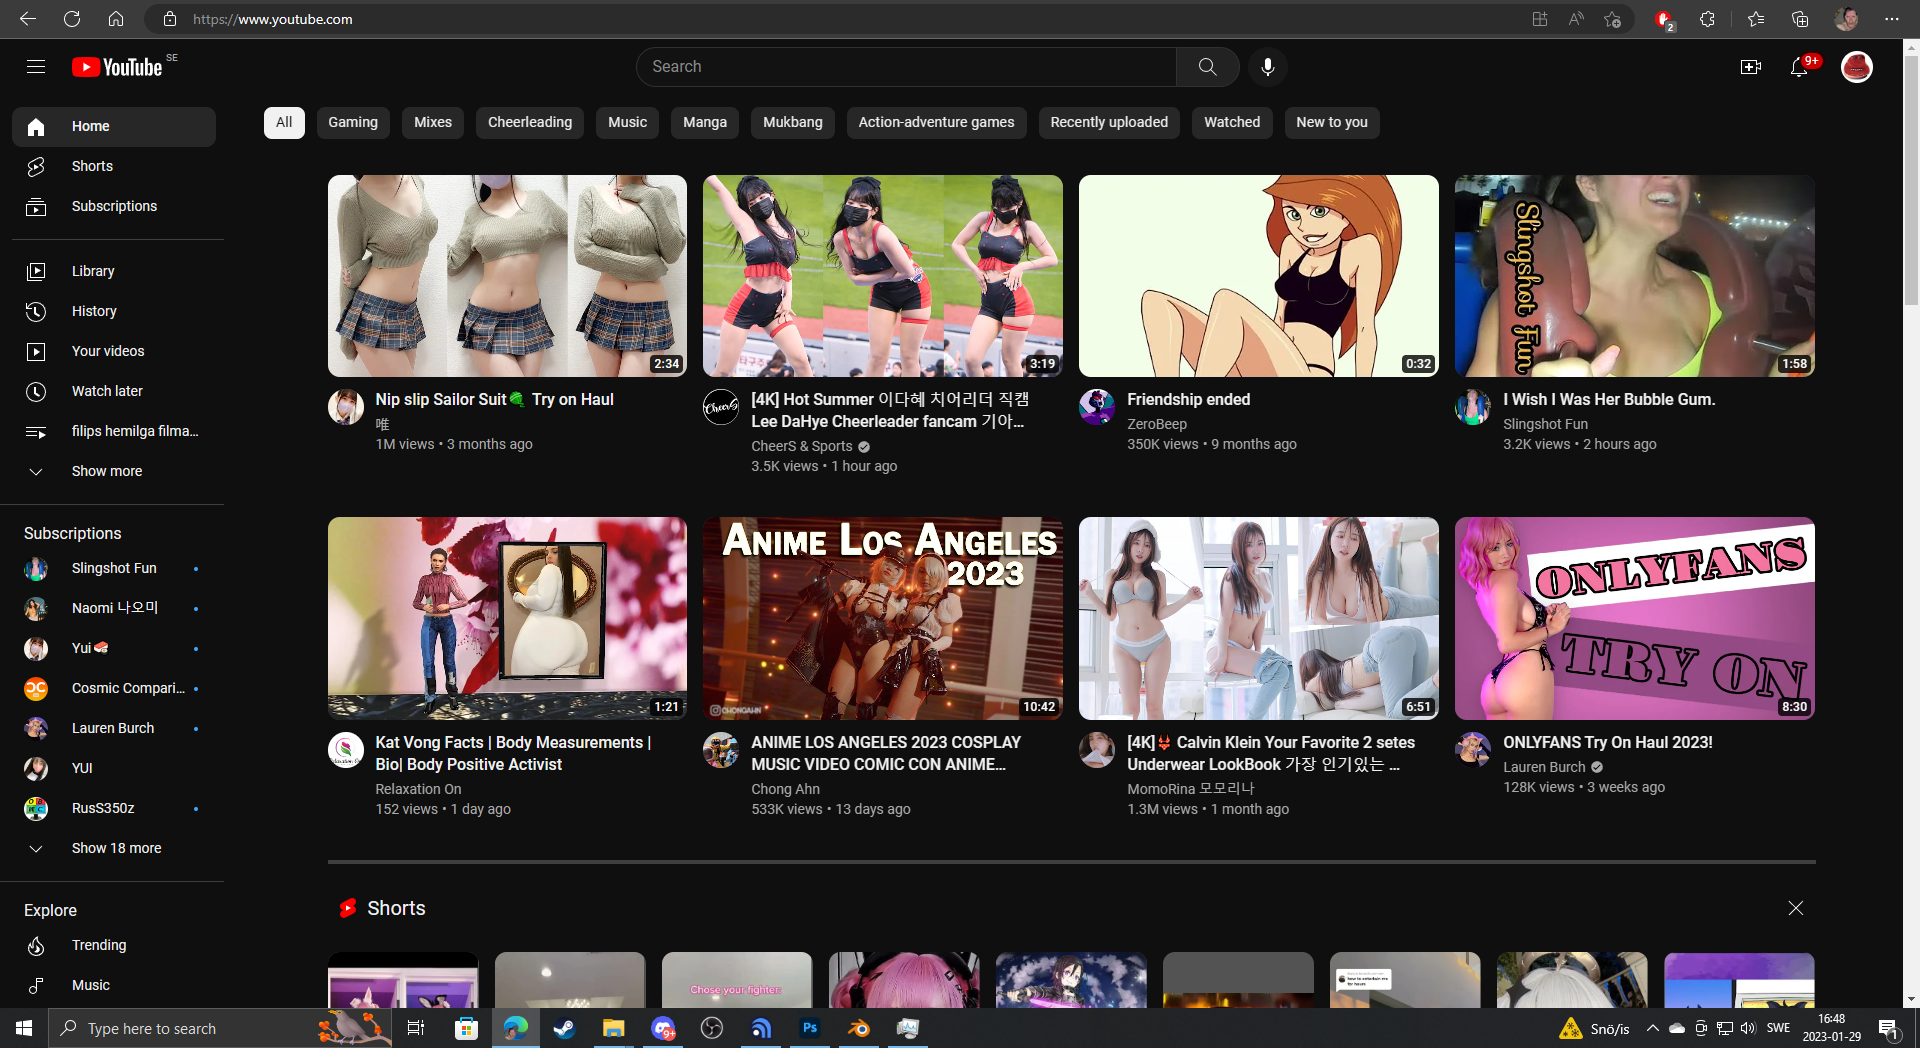 https://www.youtube.com
2
YouTube SE
Search
9+
Home
Shorts
Subscriptions
Library
History
Your videos
Watch later
filips hemilga filma...
Show more
Subscriptions
Slingshot Fun
Naomi 나오미
Yui
Cosmic Compari...
Lauren Burch
YUI
RusS350z
Show 18 more
Explore
Trending
Music
All
Gaming
Mixes
Cheerleading
Music
Manga
Mukbang
Action-adventure games
Recently uploaded
Watched
New to you
2:34
Nip slip Sailor Suit Try on Haul
唯
1M views • 3 months ago
3:19
CheerS
[4K] Hot Summer 이다혜 치어리더 직캠
Lee DaHye Cheerleader fancam 기아...
CheerS & Sports
3.5K views • 1 hour ago
0:32
Friendship ended
ZeroBeep
350K views • 9 months ago
Slingshot Fun
1:58
I Wish I Was Her Bubble Gum.
Slingshot Fun
3.2K views • 2 hours ago
1:21
Kat Vong Facts | Body Measurements |
Bio| Body Positive Activist
Relaxation On
152 views • 1 day ago
ANIME LOS ANGELES
2023
@CHONGAHN
10:42
ANIME LOS ANGELES 2023 COSPLAY
MUSIC VIDEO COMIC CON ANIME...
Chong Ahn
533K views • 13 days ago
6:51
[4K] Calvin Klein Your Favorite 2 setes
Underwear LookBook 가장 인기있는 ...
MomoRina 모모리나
1.3M views • 1 month ago
ONLYFANS
TRY ON
8:30
ONLYFANS Try On Haul 2023!
Lauren Burch
128K views • 3 weeks ago
Shorts
Chose your fighter:
how to entertain me
for hours
Type here to search
9+
Ps
Snö/is
SWE
16:48
2023-01-29
1